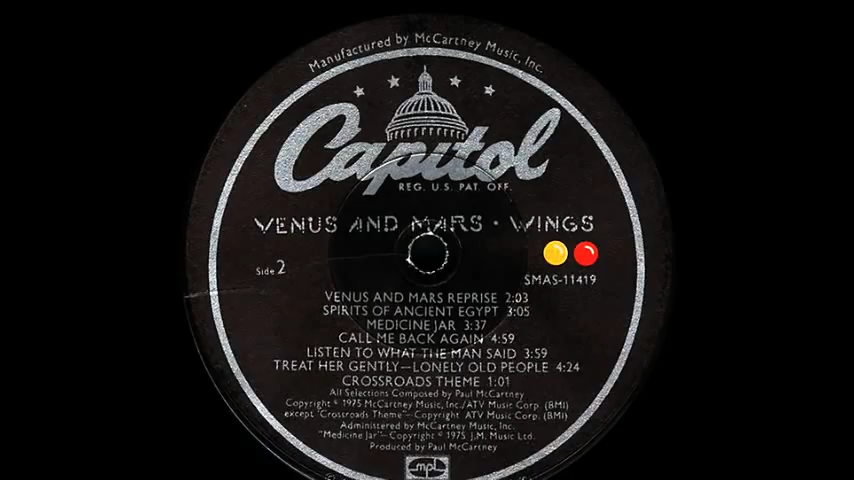 Manufactured by McCartney Music, Inc.
Capitol
REG. U.S. PAT. OFF.
VENUS AND MARS · WINGS
Side 2
SMAS-11419
VENUS AND MARS REPRISE 2:03
SPIRITS OF ANCIENT EGYPT 3:05
MEDICINE JAR 3:37
CALL ME BACK AGAIN 4:59
LISTEN TO WHAT THE MAN SAID 3:59
TREAT HER GENTLY—LONELY OLD PEOPLE 4:24
CROSSROADS THEME 1:01
All Selections Composed by Paul McCartney
Copyright © 1975 McCartney Music, Inc./ATV Music Corp. (BMI)
except "Crossroads Theme"—Copyright ATV Music Corp. (BMI)
Administered by McCartney Music, Inc.
"Medicine Jar"—Copyright © 1975 J.M. Music Ltd.
Produced by Paul McCartney
mpl